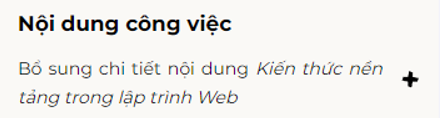 Nội dung công việc
Bổ sung chi tiết nội dung Kiến thức nền
tảng trong lập trình Web